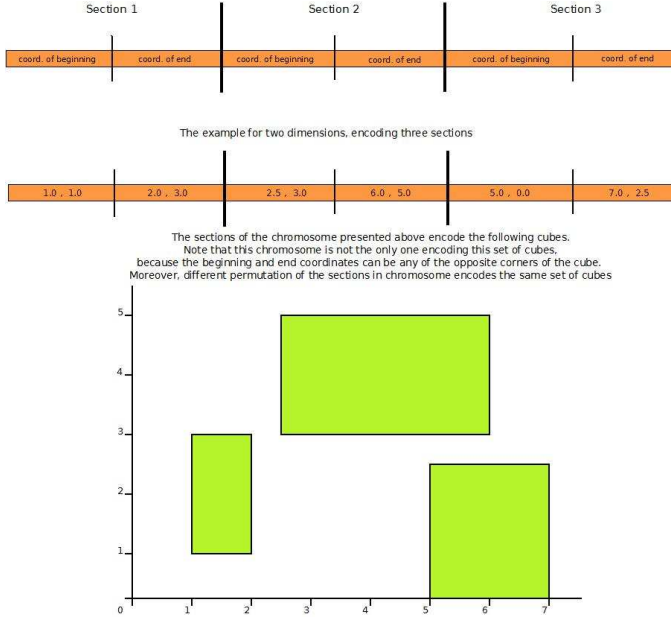 Section 1 Section 2 Section 3
coord. of beginning coord. of end coord. of beginning coord. of end coord. of beginning coord. of end
The example for two dimensions, encoding three sections
1.0 , 1.0 2.0 , 3.0 2.5 , 3.0 6.0 , 5.0 5.0 , 0.0 7.0 , 2.5
The sections of the chromosome presented above encode the following cubes.
Note that this chromosome is not the only one encoding this set of cubes,
because the beginning and end coordinates can be any of the opposite corners of the cube.
Moreover, different permutation of the sections in chromosome encodes the same set of cubes
5
4
3
2
1
0 1 2 3 4 5 6 7